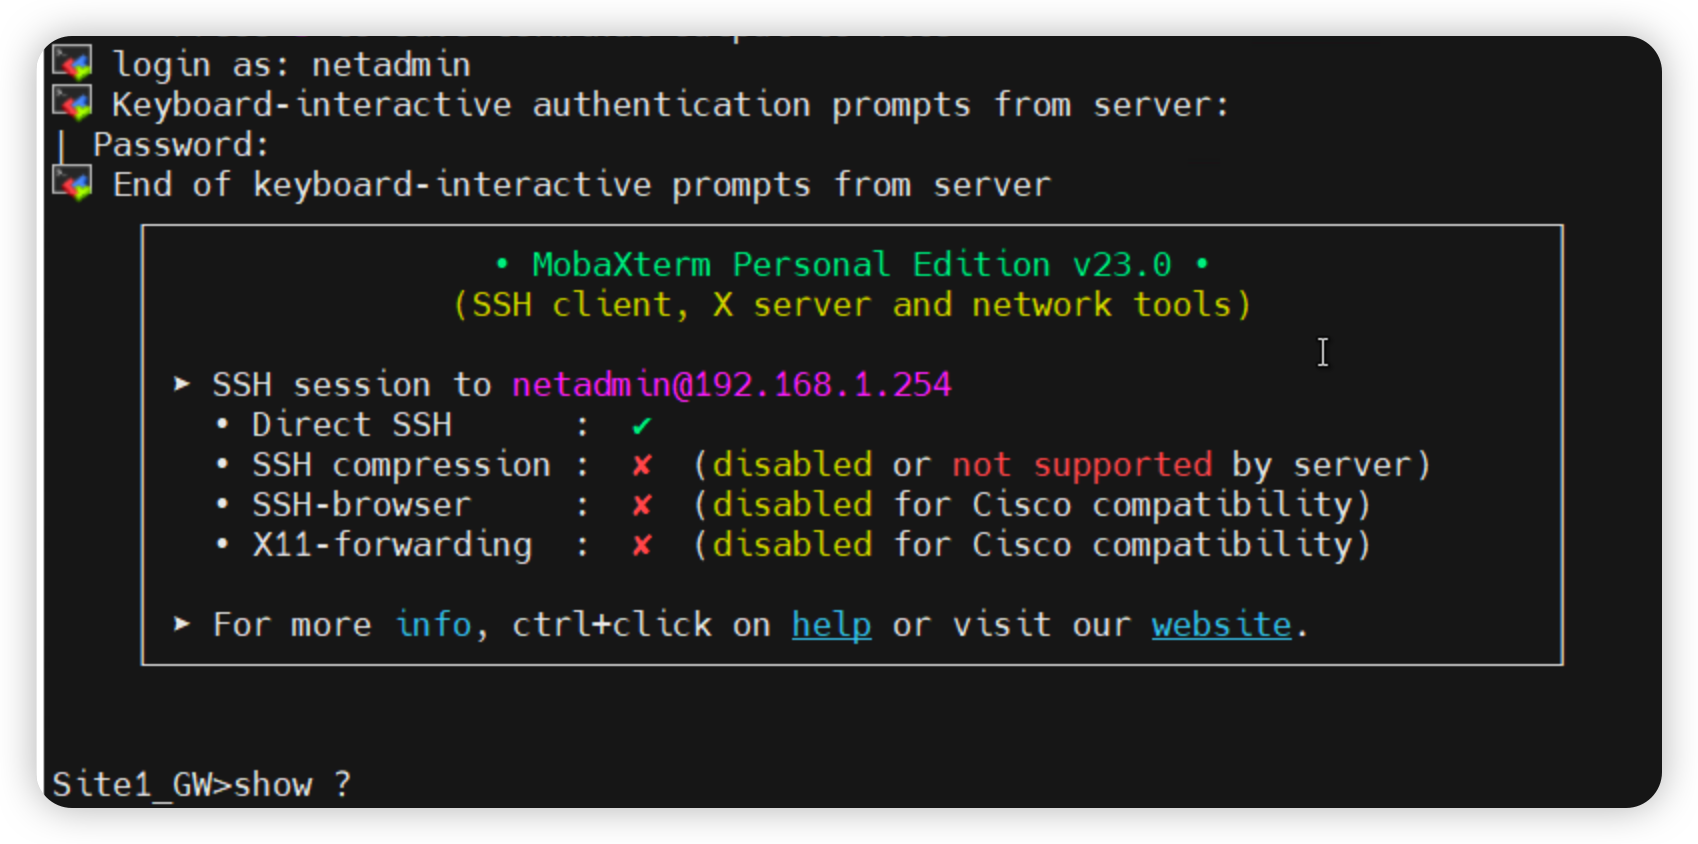 login as: netadmin
Keyboard-interactive authentication prompts from server:
| Password:
End of keyboard-interactive prompts from server
• MobaXterm Personal Edition v23.0 •
(SSH client, X server and network tools)
➤ SSH session to netadmin@192.168.1.254
• Direct SSH : ✔
• SSH compression : ✘ (disabled or not supported by server)
• SSH-browser : ✘ (disabled for Cisco compatibility)
• X11-forwarding : ✘ (disabled for Cisco compatibility)
➤ For more info, ctrl+click on help or visit our website.
Site1_GW>show ?